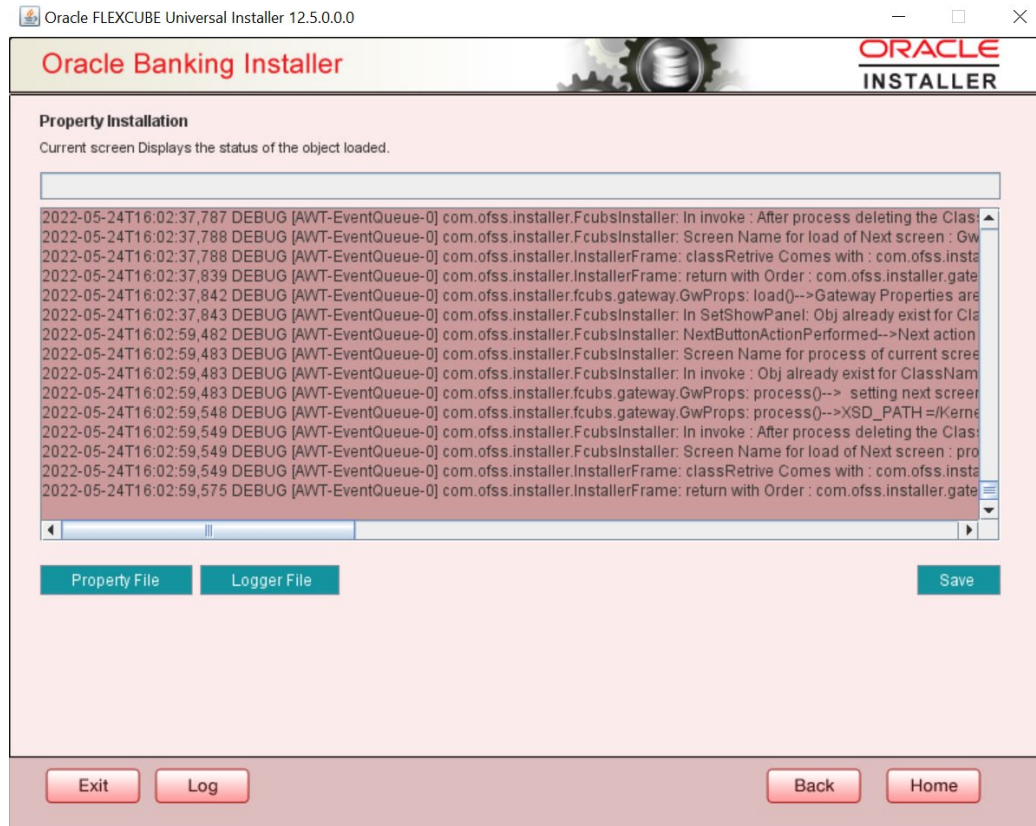 Oracle FLEXCUBE Universal Installer 12.5.0.0.0
Oracle Banking Installer
ORACLE
INSTALLER
Property Installation
Current screen Displays the status of the object loaded.
2022-05-24T16:02:37,787 DEBUG [AWT-EventQueue-0] com.ofss.installer.FcubsInstaller: In invoke : After process deleting the Clas
2022-05-24T16:02:37,788 DEBUG [AWT-EventQueue-0] com.ofss.installer.FcubsInstaller: Screen Name for load of Next screen : Gw
2022-05-24T16:02:37,788 DEBUG [AWT-EventQueue-0] com.ofss.installer.InstallerFrame: classRetrive Comes with : com.ofss.insta
2022-05-24T16:02:37,839 DEBUG [AWT-EventQueue-0] com.ofss.installer.InstallerFrame: return with Order : com.ofss.installer.gate
2022-05-24T16:02:37,842 DEBUG [AWT-EventQueue-0] com.ofss.installer.fcubs.gateway.GwProps: load()-->Gateway Properties are
2022-05-24T16:02:37,843 DEBUG [AWT-EventQueue-0] com.ofss.installer.FcubsInstaller: In SetShowPanel: Obj already exist for Cla
2022-05-24T16:02:59,482 DEBUG [AWT-EventQueue-0] com.ofss.installer.FcubsInstaller: NextButtonActionPerformed-->Next action
2022-05-24T16:02:59,483 DEBUG [AWT-EventQueue-0] com.ofss.installer.FcubsInstaller: Screen Name for process of current scree
2022-05-24T16:02:59,483 DEBUG [AWT-EventQueue-0] com.ofss.installer.FcubsInstaller: In invoke : Obj already exist for ClassNam
2022-05-24T16:02:59,483 DEBUG [AWT-EventQueue-0] com.ofss.installer.fcubs.gateway.GwProps: process()--> setting next screen
2022-05-24T16:02:59,548 DEBUG [AWT-EventQueue-0] com.ofss.installer.fcubs.gateway.GwProps: process()-->XSD_PATH =/Kerne
2022-05-24T16:02:59,549 DEBUG [AWT-EventQueue-0] com.ofss.installer.FcubsInstaller: In invoke : After process deleting the Clas
2022-05-24T16:02:59,549 DEBUG [AWT-EventQueue-0] com.ofss.installer.FcubsInstaller: Screen Name for load of Next screen : pro
2022-05-24T16:02:59,549 DEBUG [AWT-EventQueue-0] com.ofss.installer.InstallerFrame: classRetrive Comes with : com.ofss.insta
2022-05-24T16:02:59,575 DEBUG [AWT-EventQueue-0] com.ofss.installer.InstallerFrame: return with Order : com.ofss.installer.gate
Property File
Logger File
Save
Exit
Log
Back
Home